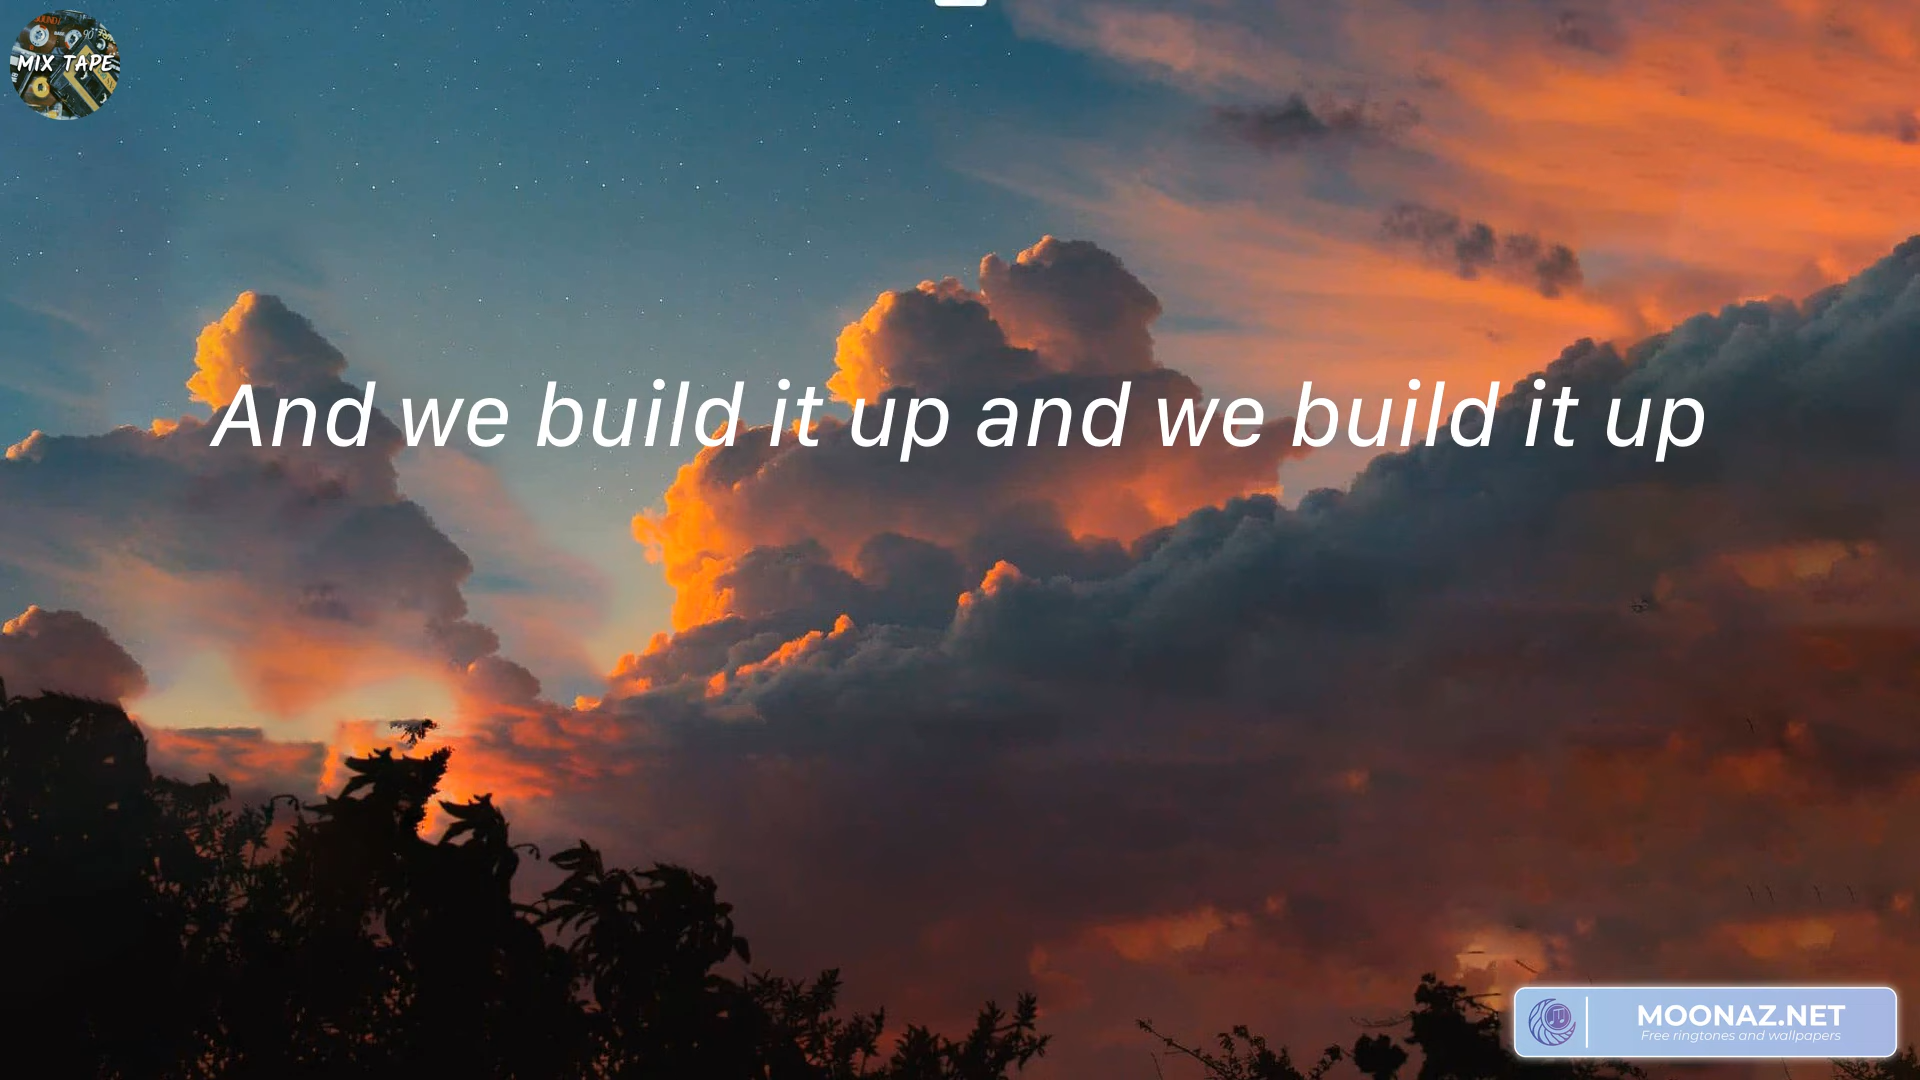 MIX TAPE
And we build it up and we build it up
MOONAZ.NET
Free ringtones and wallpapers